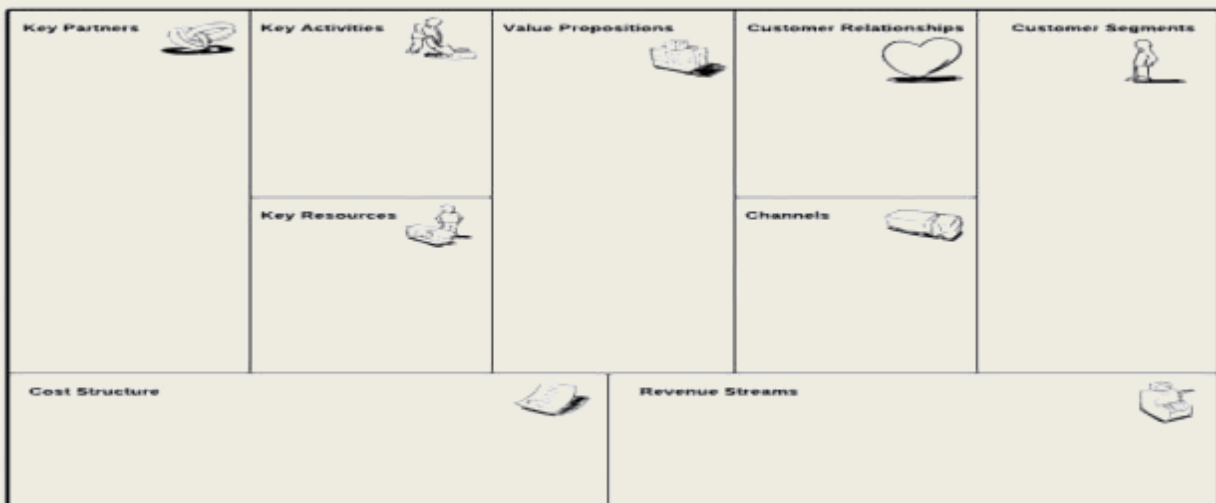 Key Partners
Key Activities
Value Propositions
Customer Relationships
Customer Segments
Key Resources
Channels
Cost Structure
Revenue Streams